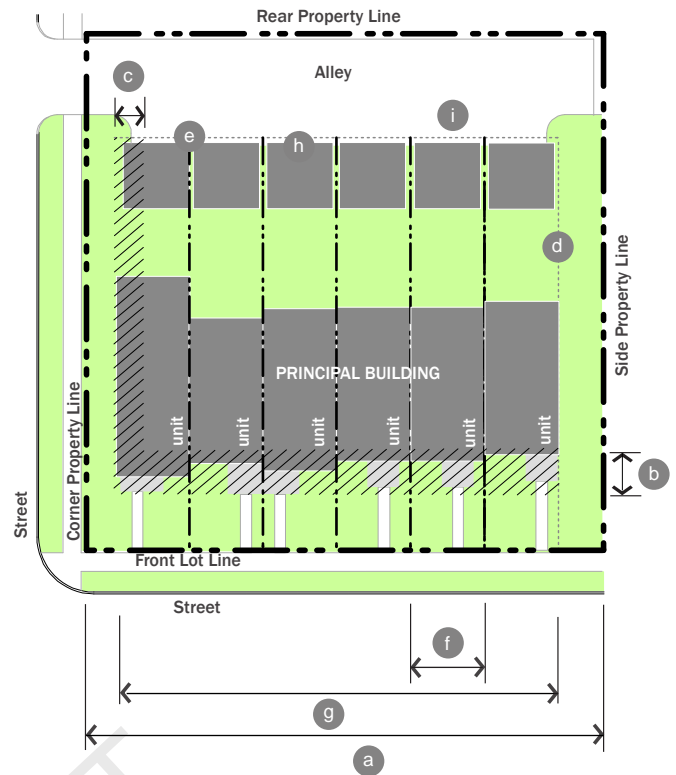 Rear Property Line
Alley
c
i
e
h
d
Side Property Line
PRINCIPAL BUILDING
unit
unit
unit
unit
unit
unit
b
Corner Property Line
Street
Front Lot Line
Street
f
g
a